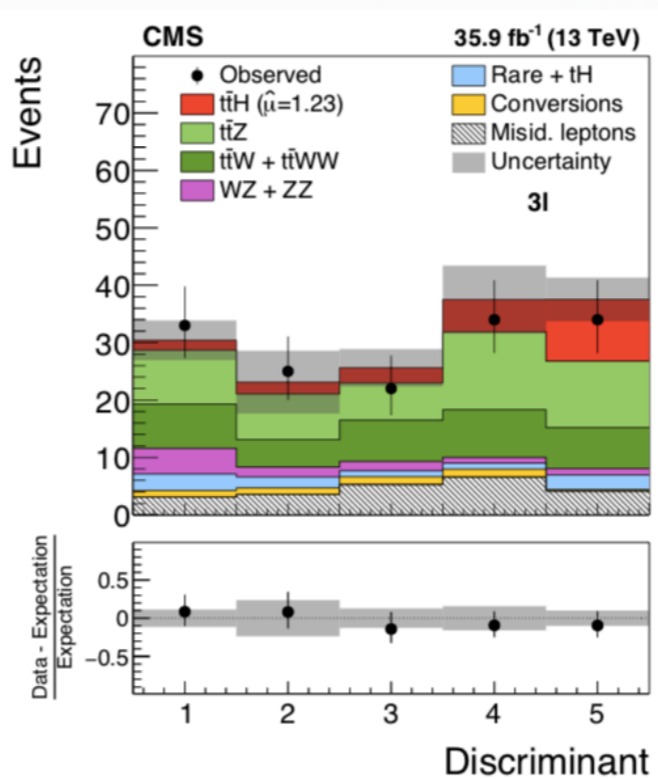 CMS 35.9 fb⁻¹ (13 TeV)
Events
Observed
tt̄H (μ̂=1.23)
tt̄Z
tt̄W + tt̄WW
WZ + ZZ
Rare + tH
Conversions
Misid. leptons
Uncertainty
3l
70
60
50
40
30
20
10
0
Data - Expectation
Expectation
0.5
0
−0.5
1 2 3 4 5
Discriminant